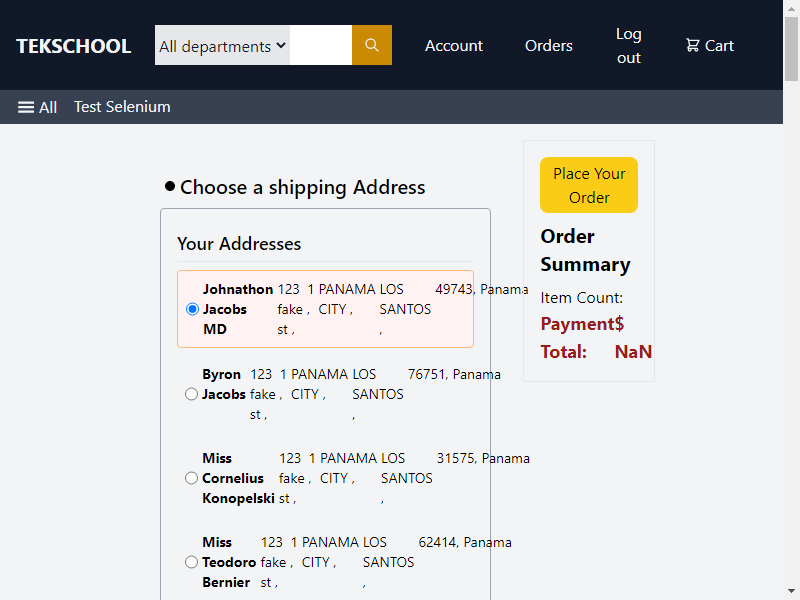 TEKSCHOOL
All departments
Account
Orders
Log
out
Cart
All
Test Selenium
Choose a shipping Address
Your Addresses
Johnathon 123 1 PANAMA LOS 49743, Panama
Jacobs fake , CITY , SANTOS
MD st , ,
Byron 123 1 PANAMA LOS 76751, Panama
Jacobs fake , CITY , SANTOS
st , ,
Miss 123 1 PANAMA LOS 31575, Panama
Cornelius fake , CITY , SANTOS
Konopelski st , ,
Miss 123 1 PANAMA LOS 62414, Panama
Teodoro fake , CITY , SANTOS
Bernier st , ,
Place Your
Order
Order
Summary
Item Count:
Payment$
Total: NaN